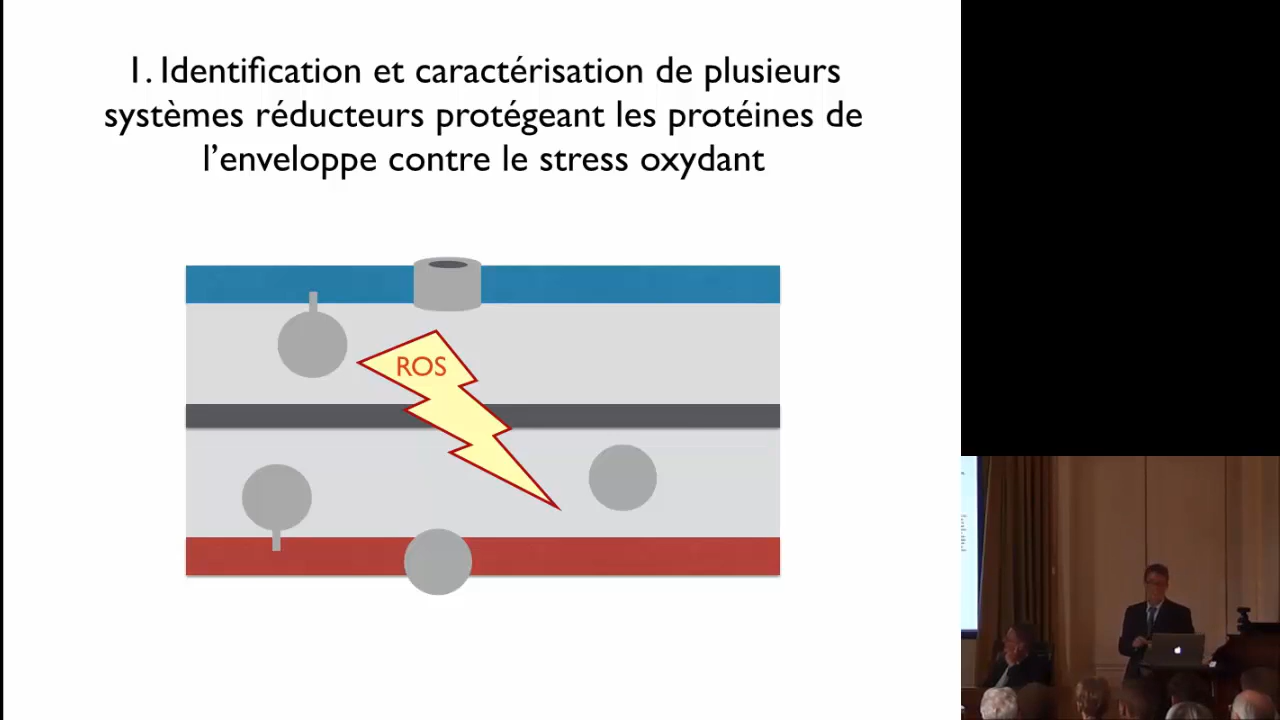 1. Identification et caractérisation de plusieurs
systèmes réducteurs protégeant les protéines de
l’enveloppe contre le stress oxydant
ROS